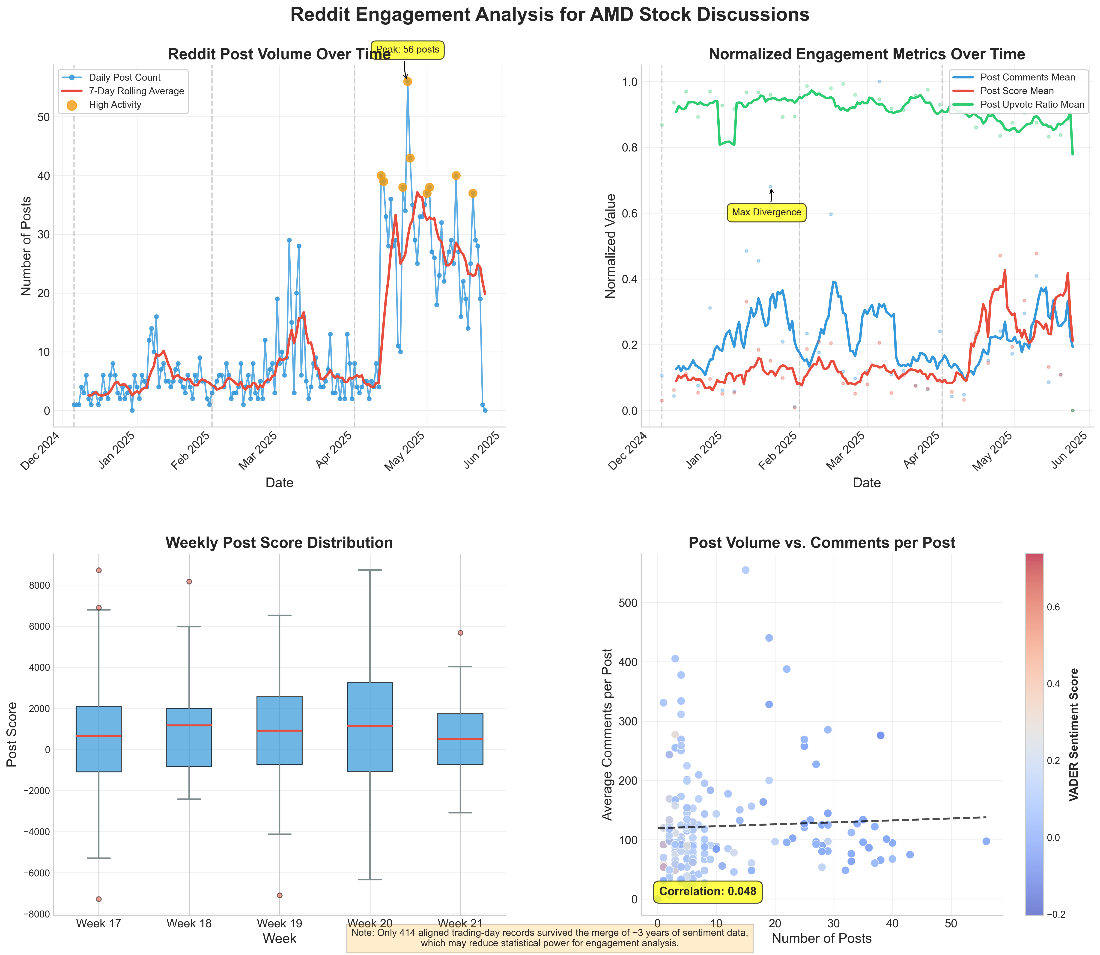 Reddit Engagement Analysis for AMD Stock Discussions
Reddit Post Volume Over Time
Peak: 56 posts
Daily Post Count
7-Day Rolling Average
High Activity
Number of Posts
50
40
30
20
10
0
Dec 2024
Jan 2025
Feb 2025
Mar 2025
Apr 2025
May 2025
Jun 2025
Date
Normalized Engagement Metrics Over Time
Post Comments Mean
Post Score Mean
Post Upvote Ratio Mean
Max Divergence
Normalized Value
1.0
0.8
0.6
0.4
0.2
0.0
Dec 2024
Jan 2025
Feb 2025
Mar 2025
Apr 2025
May 2025
Jun 2025
Date
Weekly Post Score Distribution
Post Score
8000
6000
4000
2000
0
−2000
−4000
−6000
−8000
Week 17
Week 18
Week 19
Week 20
Week 21
Week
Post Volume vs. Comments per Post
Average Comments per Post
500
400
300
200
100
0
Correlation: 0.048
0
10
20
30
40
50
Number of Posts
0.6
0.4
0.2
0.0
−0.2
VADER Sentiment Score
Note: Only 414 aligned trading-day records survived the merge of ~3 years of sentiment data,
which may reduce statistical power for engagement analysis.